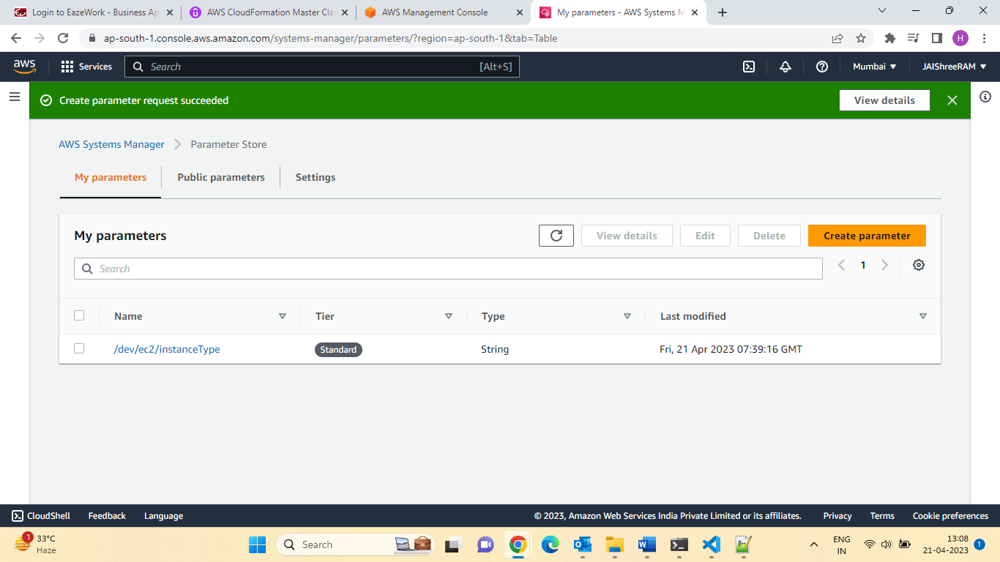 Login to EazeWork - Business Ap
AWS CloudFormation Master Cla
AWS Management Console
My parameters - AWS Systems M
ap-south-1.console.aws.amazon.com/systems-manager/parameters/?region=ap-south-1&tab=Table
H
aws
Services
Search
[Alt+S]
Mumbai
JAIShreeRAM
Create parameter request succeeded
View details
AWS Systems Manager
Parameter Store
My parameters
Public parameters
Settings
My parameters
View details
Edit
Delete
Create parameter
Search
1
Name
Tier
Type
Last modified
/dev/ec2/instanceType
Standard
String
Fri, 21 Apr 2023 07:39:16 GMT
CloudShell
Feedback
Language
© 2023, Amazon Web Services India Private Limited or its affiliates.
Privacy
Terms
Cookie preferences
1
33°C
Haze
Search
ENG
IN
13:08
21-04-2023
1